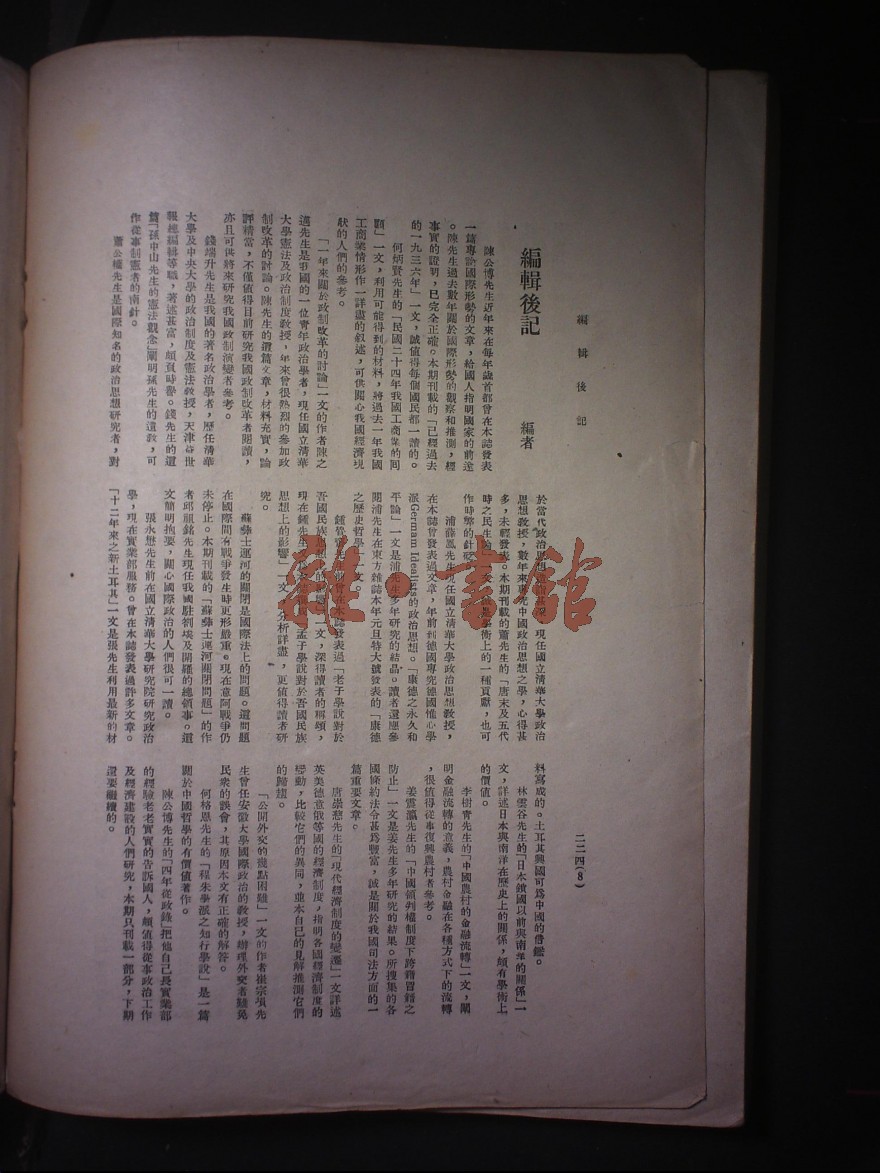 編輯後記
二二四(8)
編輯後記
編者
陳公博先生近年來在每年歲首都曾在本誌發表
一篇專論國際形勢的文章，給國人指明國家的前途
。陳先生過去數年關於國際形勢的觀察和推測，經
事實的證明，已完全正確。本期刊載的「已經過去
的一九三六年」一文，誠值得每個國民都一讀的。
何炳賢先生的「民國二十四年我國工商業的回
顧」一文，利用可能得到的材料，將過去一年我國
工商業情形作一詳盡的叙述，可供關心我國經濟現
狀的人們的參考。
「一年來關於政制改革的討論」一文的作者陳之
邁先生是我國的一位青年政治學者，現任國立清華
大學憲法及政治制度教授，年來曾很熱烈的參加政
制改革的討論。陳先生的這篇文章，材料充實，論
評精當，不僅值得目前研究我國政制改革者閱讀，
亦且可供將來研究我國政制演變者參考。
錢端升先生是我國的著名政治學者，歷任清華
大學及中央大學的政治制度及憲法教授，天津益世
報總編輯等職，著述甚富，頗負時譽。錢先生的這
篇「孫中山先生的憲法觀念」闡明孫先生的遺教，可
作從事制憲者的南針。
蕭公權先生是國際知名的政治思想研究者，對
於當代政治思想造詣甚深，現任國立清華大學政治
思想教授，數年來專究中國政治思想之學，心得甚
多，未經發表。本期刊載的蕭先生的「唐末及五代
時之民生論」一文，誠是學術上的一種貢獻，也可
作時弊的針砭。
浦薛鳳先生現任國立清華大學政治思想教授，
在本誌曾發表過文章，年前到德國專究德國惟心學
派German Idealists的政治思想。「康德之永久和
平論」一文是浦先生多年研究的結晶。讀者還應參
閱浦先生在東方雜誌本年元旦特大號發表的「康德
之歷史哲學」一文。
鍾魯齋先生前曾在本誌發表過「老子學說對於
吾國民族思想上的影響」一文，深得讀者的稱頌，
現在鍾先生又為本誌撰「孟子學說對於吾國民族
思想上的影響」一文，分析詳盡，更值得讀者研
究。
蘇彝士運河的關閉是國際法上的問題。這問題
在國際間有戰爭發生時更形嚴重。現在意阿戰爭仍
未停止。本期刊載的「蘇彝士運河關閉問題」的作
者邱祖銘先生現任我國駐埃及開羅的總領事。這
文簡明扼要，關心國際政治的人們很可一讀。
張永懋先生前在國立清華大學研究院研究政治
學，現在實業部服務。曾在本誌發表過許多文章。
「十二年來之新土耳其」一文是張先生利用最新的材
料寫成的。土耳其興國可為中國的借鑑。
林雲谷先生的「日本鎖國以前與南洋的關係」一
文，詳述日本與南洋在歷史上的關係，頗有學術上
的價值。
李樹青先生的「中國農村的金融流轉」一文，闡
明金融流轉的意義，農村金融在各種方式下的流轉
，很值得從事復興農村者參考。
姜震瀛先生的「中國領判權制度下跨籍冒籍之
防止」一文是姜先生多年研究的結果。所搜集的各
國條約法令甚為豐富，誠是關於我國司法方面的一
篇重要文章。
唐崇慈先生的「現代經濟制度的變遷」一文詳述
英美德意俄等國的經濟制度，指明各國經濟制度的
變動，比較它們的異同，並本自己的見解推測它們
的歸趨。
「公開外交的幾點困難」一文的作者崔宗塤先
生曾任安徽大學國際政治的教授，辦理外交者難免
民衆的誤會，其原因本文有正確的解答。
何格恩先生的「程朱學派之知行學說」是一篇
關於中國哲學的有價值著作。
陳公博先生的「四年從政錄」把他自己長實業部
的經驗老老實實的告訴國人，頗值得從事政治工作
及經濟建設的人們研究，本期只刊載一部分，下期
還要繼續的。
雜書館